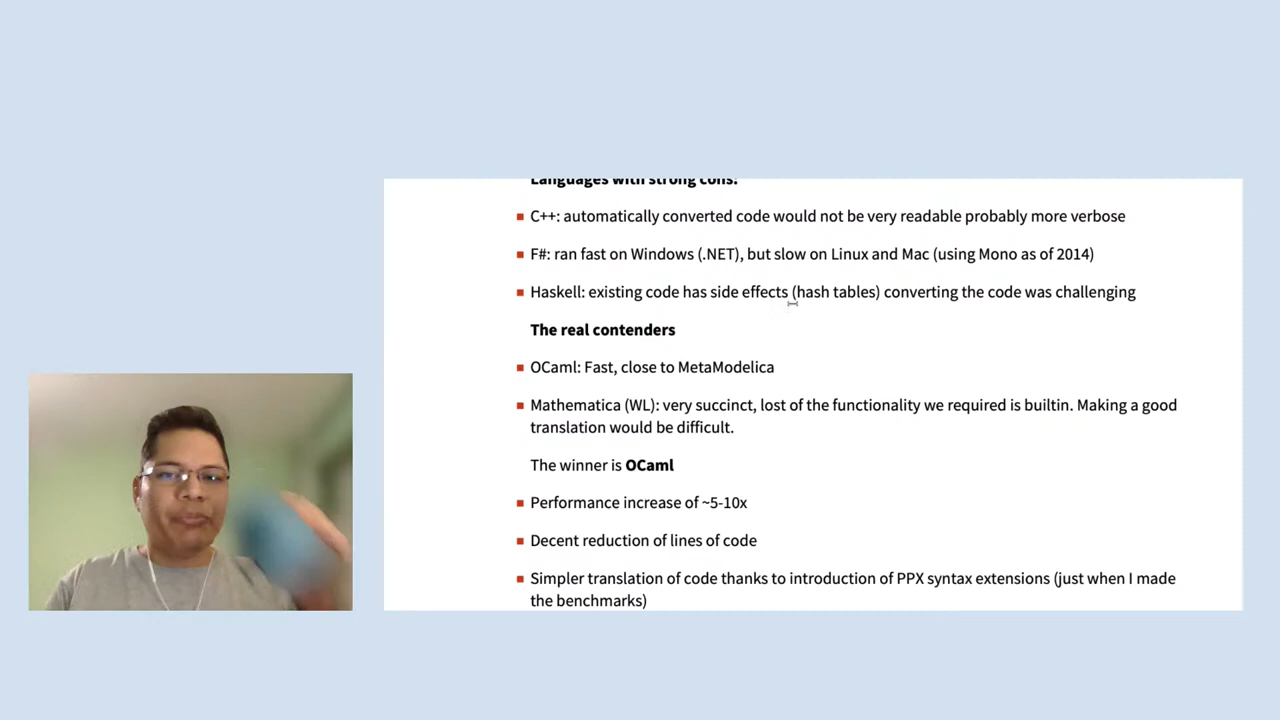 Languages with strong cons:
C++: automatically converted code would not be very readable probably more verbose
F#: ran fast on Windows (.NET), but slow on Linux and Mac (using Mono as of 2014)
Haskell: existing code has side effects (hash tables) converting the code was challenging
The real contenders
OCaml: Fast, close to MetaModelica
Mathematica (WL): very succinct, lost of the functionality we required is builtin. Making a good
translation would be difficult.
The winner is OCaml
Performance increase of ~5-10x
Decent reduction of lines of code
Simpler translation of code thanks to introduction of PPX syntax extensions (just when I made
the benchmarks)